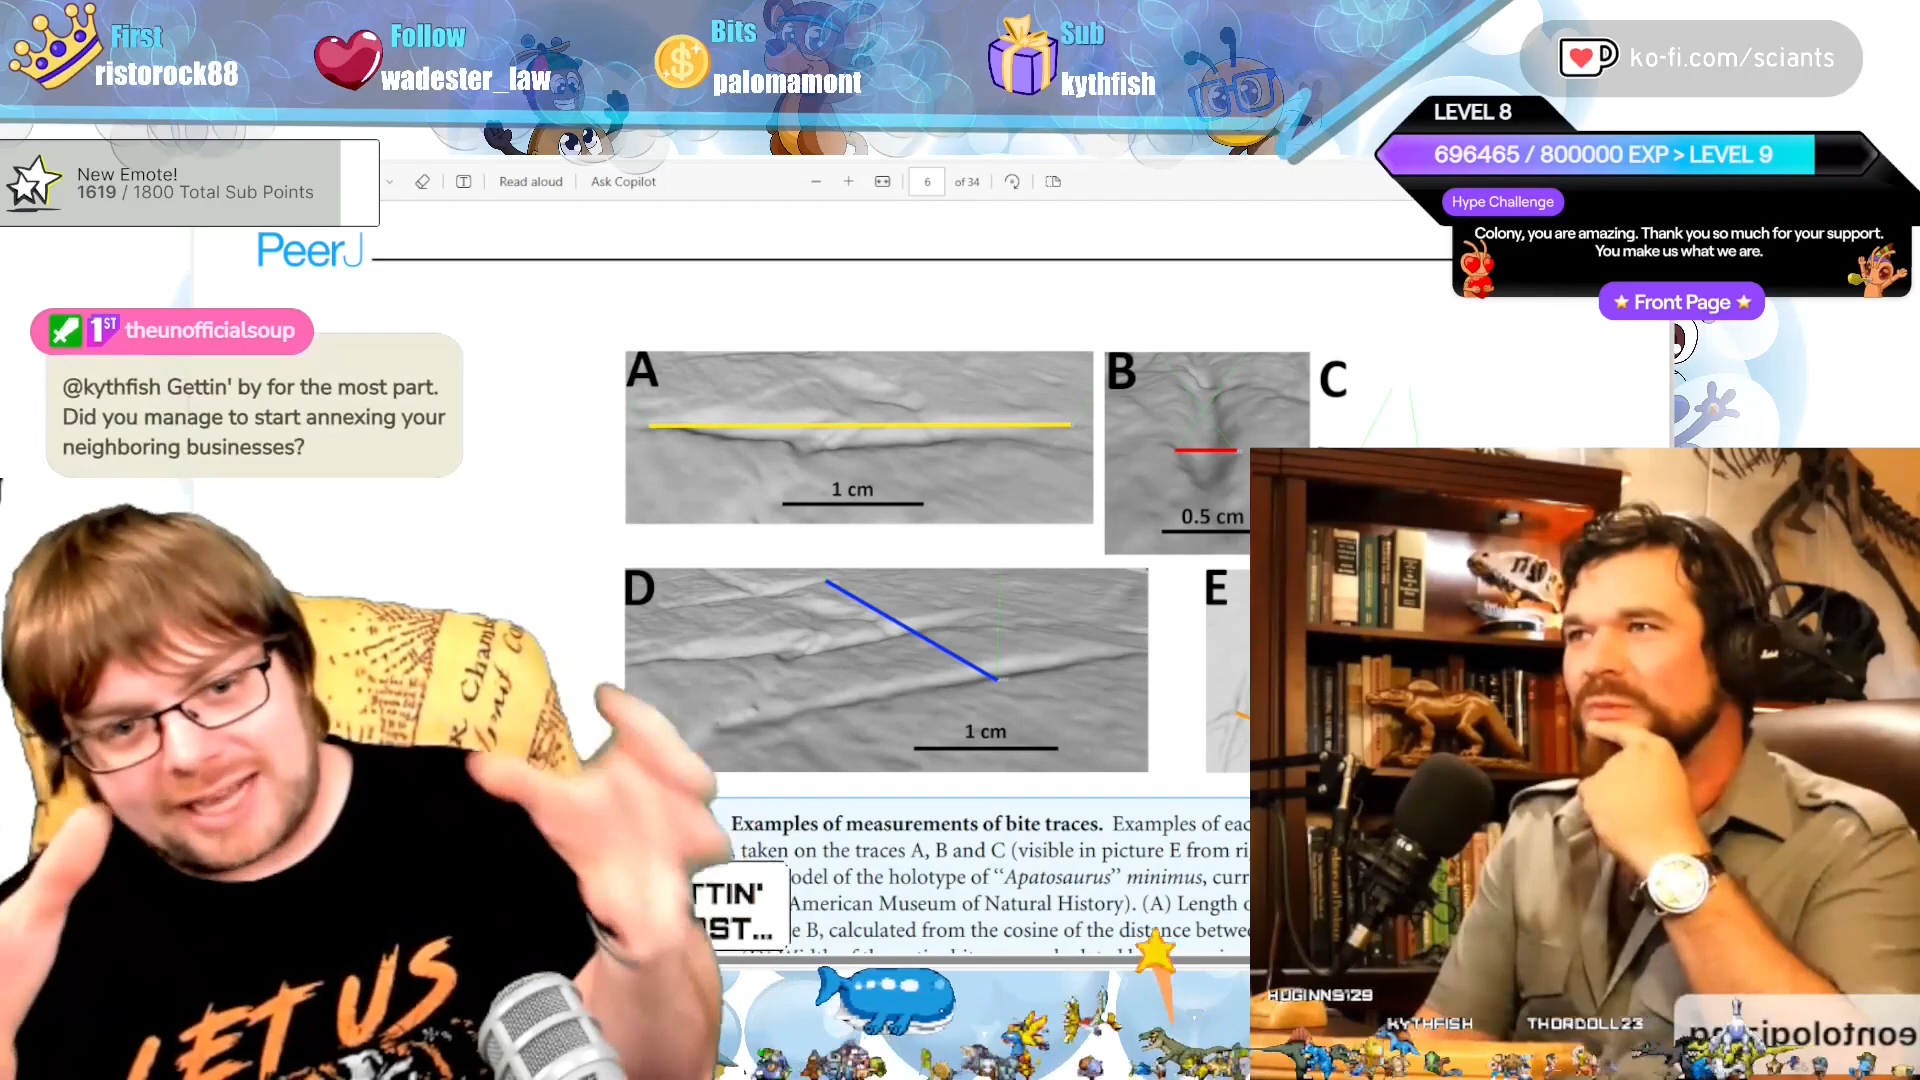 First
ristorock88
Follow
wadester_law
Bits
palomamont
Sub
kythfish
ko-fi.com/sciants
LEVEL 8
696465 / 800000 EXP > LEVEL 9
Hype Challenge
Colony, you are amazing. Thank you so much for your support.
You make us what we are.
⭐ Front Page ⭐
New Emote!
1619 / 1800 Total Sub Points
Read aloud
Ask Copilot
6 of 34
PeerJ
1ST theunofficialsoup
@kythfish Gettin' by for the most part.
Did you manage to start annexing your
neighboring businesses?
A
1 cm
B
0.5 cm
C
D
1 cm
E
Examples of measurements of bite traces. Examples of eac
taken on the traces A, B and C (visible in picture E from ri
odel of the holotype of “Apatosaurus” minimus, curr
American Museum of Natural History). (A) Length o
e B, calculated from the cosine of the distance betwe
TTIN'
ST...
LET US
HUGINNS129
KYTHFISH
THORDOLL23